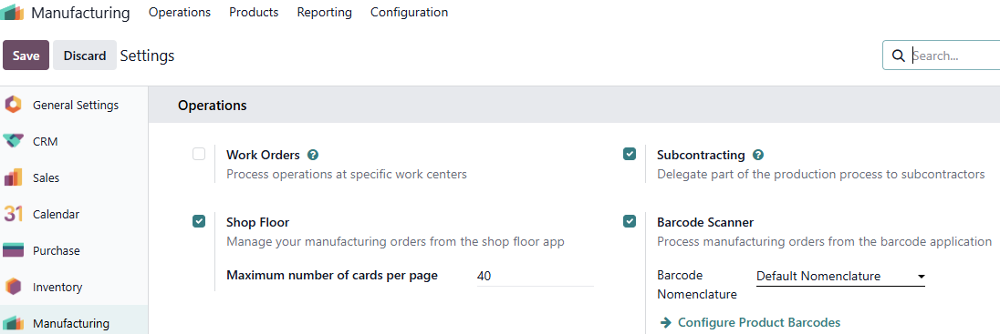 Manufacturing Operations Products Reporting Configuration
Save Discard Settings Search...
General Settings
CRM
Sales
31 Calendar
Purchase
Inventory
Manufacturing
Operations
Work Orders ?
Process operations at specific work centers
Subcontracting ?
Delegate part of the production process to subcontractors
Shop Floor
Manage your manufacturing orders from the shop floor app
Maximum number of cards per page 40
Barcode Scanner
Process manufacturing orders from the barcode application
Barcode Nomenclature Default Nomenclature
Configure Product Barcodes